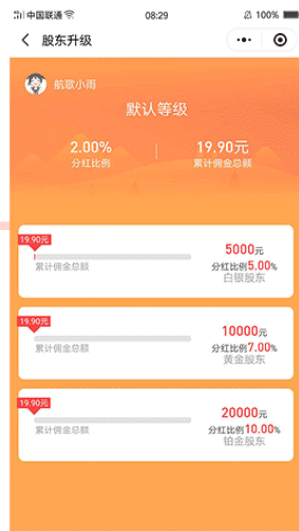 中国联通 08:29 100%
股东升级
航歌小雨
默认等级
2.00% 19.90元
分红比例 累计佣金总额
19.90元 5000元
累计佣金总额 分红比例5.00%
白银股东
19.90元 10000元
累计佣金总额 分红比例7.00%
黄金股东
19.90元 20000元
累计佣金总额 分红比例10.00%
铂金股东